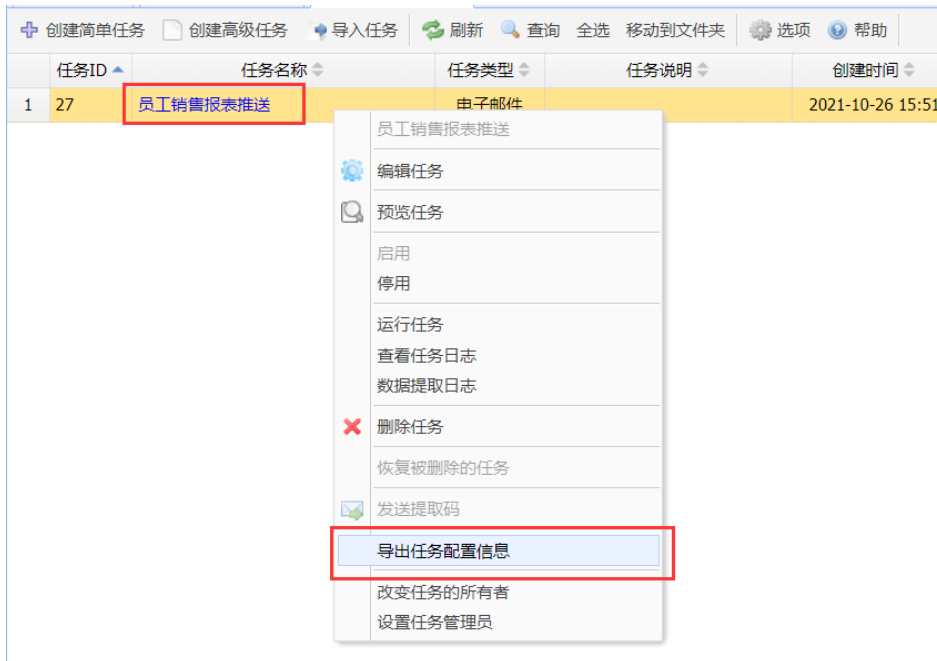 创建简单任务 创建高级任务 导入任务 刷新 查询 全选 移动到文件夹 选项 帮助
任务ID 任务名称 任务类型 任务说明 创建时间
1 27 员工销售报表推送 电子邮件 2021-10-26 15:51
员工销售报表推送
编辑任务
预览任务
启用
停用
运行任务
查看任务日志
数据提取日志
删除任务
恢复被删除的任务
发送提取码
导出任务配置信息
改变任务的所有者
设置任务管理员